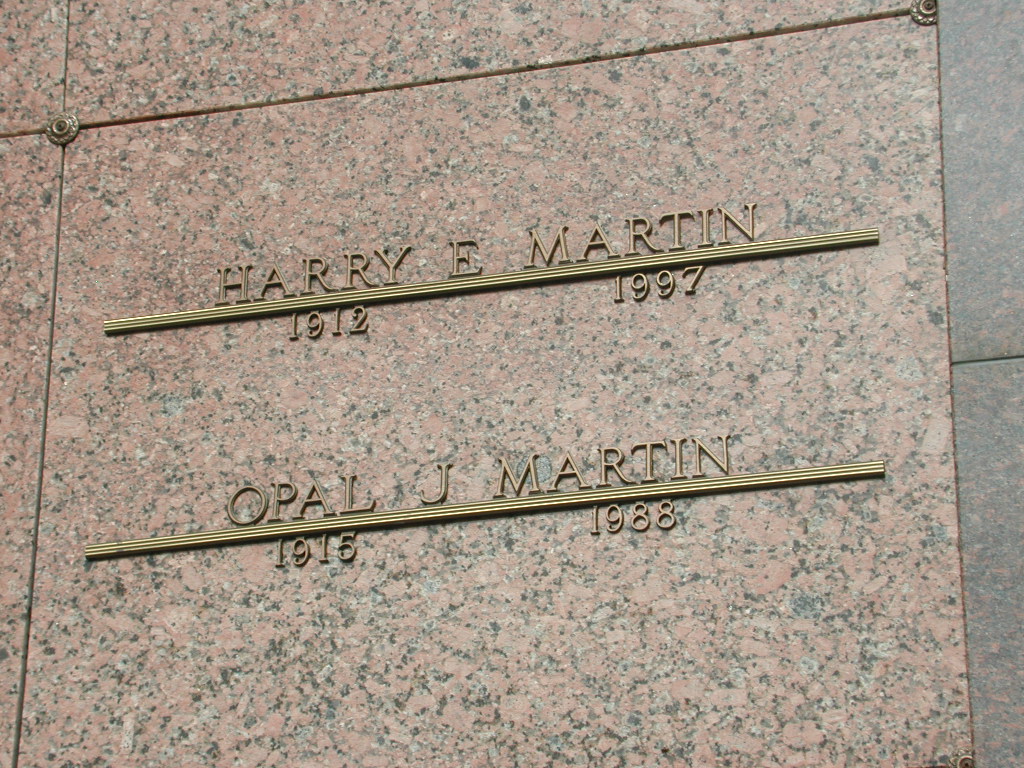 HARRY E MARTIN
1912 1997
OPAL J MARTIN
1915 1988